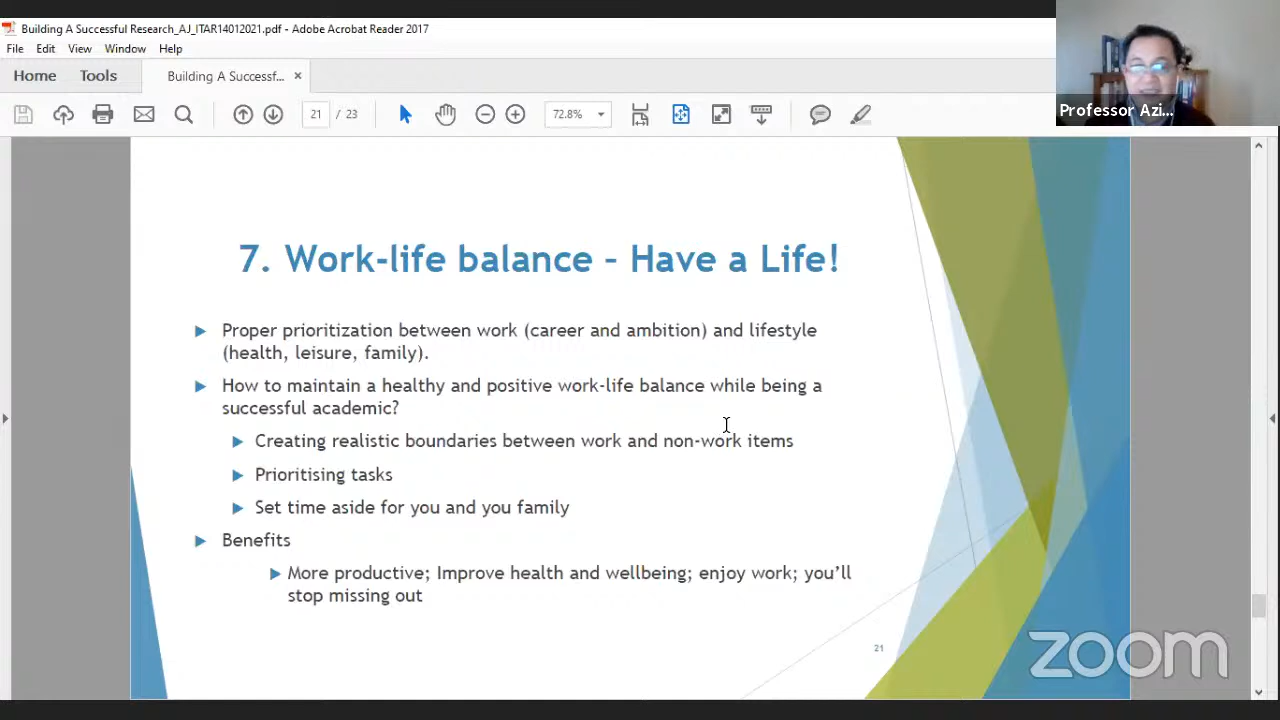 Building A Successful Research_AJ_ITAR14012021.pdf - Adobe Acrobat Reader 2017
File Edit View Window Help
Home Tools Building A Successf... ×
21 / 23 72.8%
Professor Azi...
7. Work-life balance – Have a Life!
Proper prioritization between work (career and ambition) and lifestyle
(health, leisure, family).
How to maintain a healthy and positive work-life balance while being a
successful academic?
Creating realistic boundaries between work and non-work items
Prioritising tasks
Set time aside for you and you family
Benefits
More productive; Improve health and wellbeing; enjoy work; you’ll
stop missing out
21
zoom